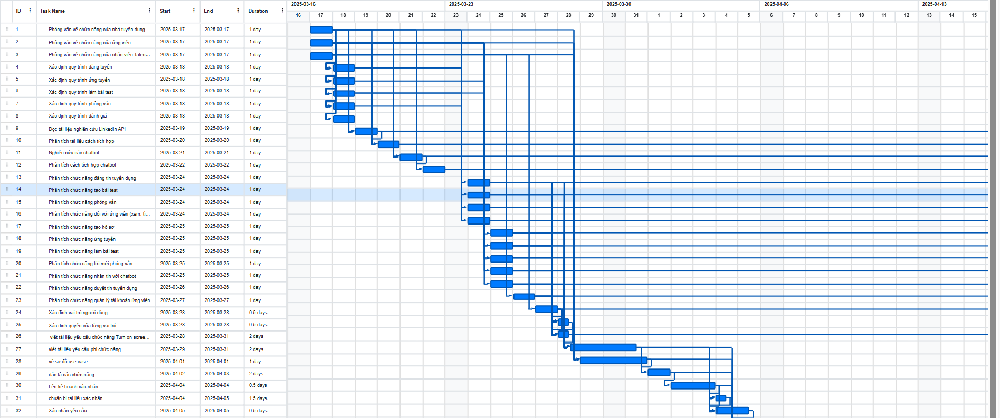 2025-03-16 2025-03-23 2025-03-30 2025-04-06 2025-04-13
ID Task Name Start End Duration
16 17 18 19 20 21 22 23 24 25 26 27 28 29 30 31 1 2 3 4 5 6 7 8 9 10 11 12 13 14 15
1 Phỏng vấn về chức năng của nhà tuyển dụng 2025-03-17 2025-03-17 1 day
2 Phỏng vấn về chức năng của ứng viên 2025-03-17 2025-03-17 1 day
3 Phỏng vấn về chức năng của nhân viên Talen... 2025-03-17 2025-03-17 1 day
4 Xác định quy trình đăng tuyển 2025-03-18 2025-03-18 1 day
5 Xác định quy trình ứng tuyển 2025-03-18 2025-03-18 1 day
6 Xác định quy trình làm bài test 2025-03-18 2025-03-18 1 day
7 Xác định quy trình phỏng vấn 2025-03-18 2025-03-18 1 day
8 Xác định quy trình đánh giá 2025-03-18 2025-03-18 1 day
9 Đọc tài liệu nghiên cứu LinkedIn API 2025-03-19 2025-03-19 1 day
10 Phân tích tài liệu cách tích hợp 2025-03-20 2025-03-20 1 day
11 Nghiên cứu các chatbot 2025-03-21 2025-03-21 1 day
12 Phân tích cách tích hợp chatbot 2025-03-22 2025-03-22 1 day
13 Phân tích chức năng đăng tin tuyển dụng 2025-03-24 2025-03-24 1 day
14 Phân tích chức năng tạo bài test 2025-03-24 2025-03-24 1 day
15 Phân tích chức năng phỏng vấn 2025-03-24 2025-03-24 1 day
16 Phân tích chức năng đối với ứng viên (xem, tì... 2025-03-24 2025-03-24 1 day
17 Phân tích chức năng tạo hồ sơ 2025-03-25 2025-03-25 1 day
18 Phân tích chức năng ứng tuyển 2025-03-25 2025-03-25 1 day
19 Phân tích chức năng làm bài test 2025-03-25 2025-03-25 1 day
20 Phân tích chức năng lời mời phỏng vấn 2025-03-25 2025-03-25 1 day
21 Phân tích chức năng nhắn tin với chatbot 2025-03-25 2025-03-25 1 day
22 Phân tích chức năng duyệt tin tuyển dụng 2025-03-26 2025-03-26 1 day
23 Phân tích chức năng quản lý tài khoản ứng viên 2025-03-27 2025-03-27 1 day
24 Xác định vai trò người dùng 2025-03-28 2025-03-28 0.5 days
25 Xác định quyền của từng vai trò 2025-03-28 2025-03-28 0.5 days
26 viết tài liệu yêu cầu chức năng Turn on scree... 2025-03-28 2025-03-31 2 days
27 viết tài liệu yêu cầu phi chức năng 2025-03-29 2025-03-31 2 days
28 vẽ sơ đồ use case 2025-04-01 2025-04-01 1 day
29 đặc tả các chức năng 2025-04-02 2025-04-03 2 days
30 Lên kế hoạch xác nhận 2025-04-04 2025-04-04 0.5 days
31 chuẩn bị tài liệu xác nhận 2025-04-04 2025-04-05 1.5 days
32 Xác nhận yêu cầu 2025-04-05 2025-04-05 0.5 days